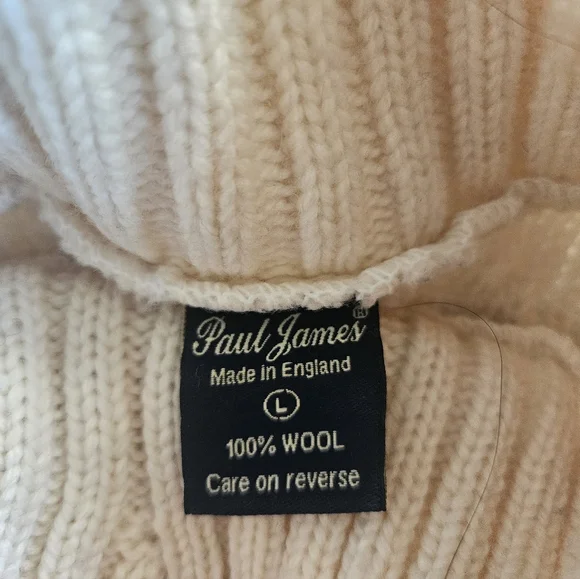 Paul James®
Made in England
L
100% WOOL
Care on reverse